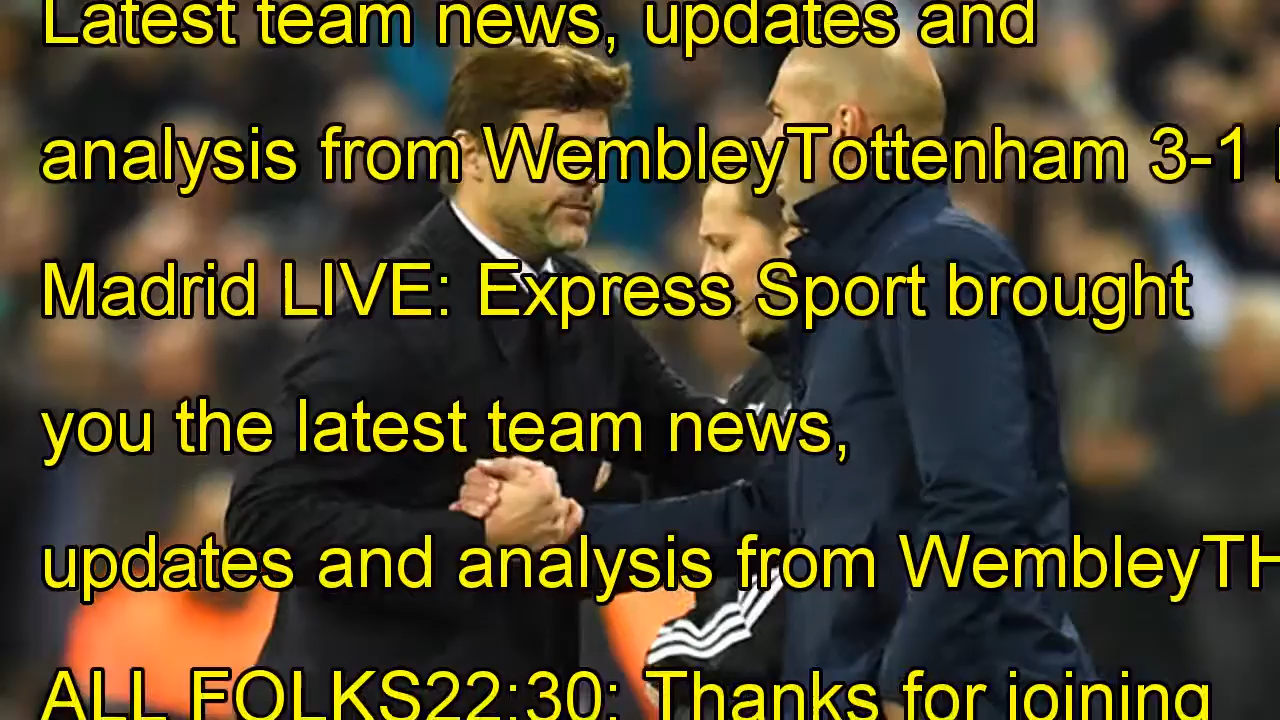 Latest team news, updates and
analysis from WembleyTottenham 3-1
Madrid LIVE: Express Sport brought
you the latest team news,
updates and analysis from WembleyTH
ALL FOLKS22:30: Thanks for joining